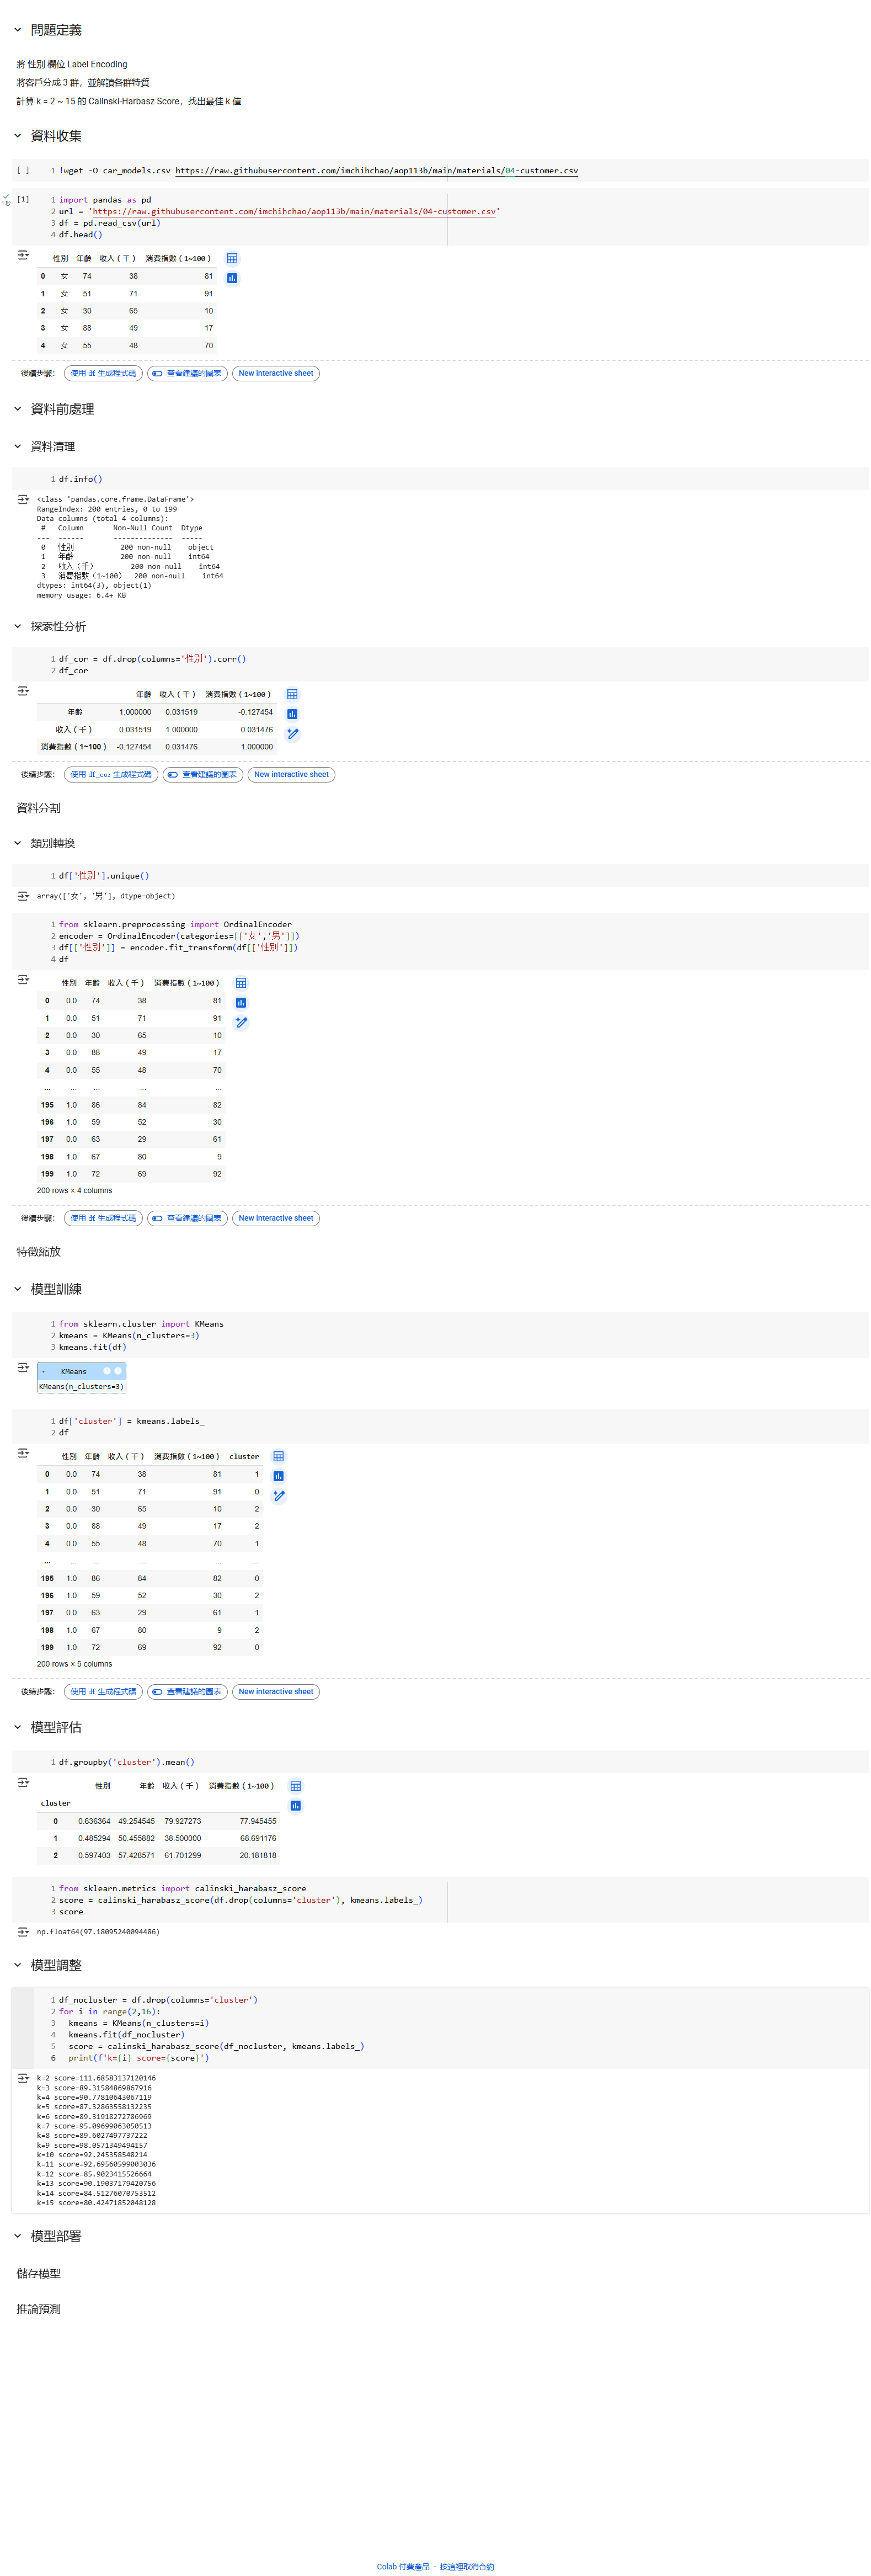 問題定義
將 性別 欄位 Label Encoding
將客戶分成 3 群，並解讀各群特質
計算 k = 2 ~ 15 的 Calinski-Harbasz Score，找出最佳 k 值
資料收集
[ ] 1 !wget -O car_models.csv https://raw.githubusercontent.com/imchihchao/aop113b/main/materials/04-customer.csv
1 秒 [1] 1 import pandas as pd
2 url = 'https://raw.githubusercontent.com/imchihchao/aop113b/main/materials/04-customer.csv'
3 df = pd.read_csv(url)
4 df.head()
性別 年齡 收入（千） 消費指數（1~100）
0 女 74 38 81
1 女 51 71 91
2 女 30 65 10
3 女 88 49 17
4 女 55 48 70
後續步驟： 使用 df 生成程式碼 查看建議的圖表 New interactive sheet
資料前處理
資料清理
1 df.info()
<class 'pandas.core.frame.DataFrame'>
RangeIndex: 200 entries, 0 to 199
Data columns (total 4 columns):
# Column Non-Null Count Dtype
--- ------ -------------- -----
0 性別 200 non-null object
1 年齡 200 non-null int64
2 收入（千） 200 non-null int64
3 消費指數（1~100） 200 non-null int64
dtypes: int64(3), object(1)
memory usage: 6.4+ KB
探索性分析
1 df_cor = df.drop(columns='性別').corr()
2 df_cor
年齡 收入（千） 消費指數（1~100）
年齡 1.000000 0.031519 -0.127454
收入（千） 0.031519 1.000000 0.031476
消費指數（1~100） -0.127454 0.031476 1.000000
後續步驟： 使用 df_cor 生成程式碼 查看建議的圖表 New interactive sheet
資料分割
類別轉換
1 df['性別'].unique()
array(['女', '男'], dtype=object)
1 from sklearn.preprocessing import OrdinalEncoder
2 encoder = OrdinalEncoder(categories=[['女','男']])
3 df[['性別']] = encoder.fit_transform(df[['性別']])
4 df
性別 年齡 收入（千） 消費指數（1~100）
0 0.0 74 38 81
1 0.0 51 71 91
2 0.0 30 65 10
3 0.0 88 49 17
4 0.0 55 48 70
... ... ... ... ...
195 1.0 86 84 82
196 1.0 59 52 30
197 0.0 63 29 61
198 1.0 67 80 9
199 1.0 72 69 92
200 rows × 4 columns
後續步驟： 使用 df 生成程式碼 查看建議的圖表 New interactive sheet
特徵縮放
模型訓練
1 from sklearn.cluster import KMeans
2 kmeans = KMeans(n_clusters=3)
3 kmeans.fit(df)
KMeans
KMeans(n_clusters=3)
1 df['cluster'] = kmeans.labels_
2 df
性別 年齡 收入（千） 消費指數（1~100） cluster
0 0.0 74 38 81 1
1 0.0 51 71 91 0
2 0.0 30 65 10 2
3 0.0 88 49 17 2
4 0.0 55 48 70 1
... ... ... ... ... ...
195 1.0 86 84 82 0
196 1.0 59 52 30 2
197 0.0 63 29 61 1
198 1.0 67 80 9 2
199 1.0 72 69 92 0
200 rows × 5 columns
後續步驟： 使用 df 生成程式碼 查看建議的圖表 New interactive sheet
模型評估
1 df.groupby('cluster').mean()
性別 年齡 收入（千） 消費指數（1~100）
cluster
0 0.636364 49.254545 79.927273 77.945455
1 0.485294 50.455882 38.500000 68.691176
2 0.597403 57.428571 61.701299 20.181818
1 from sklearn.metrics import calinski_harabasz_score
2 score = calinski_harabasz_score(df.drop(columns='cluster'), kmeans.labels_)
3 score
np.float64(97.18095240094486)
模型調整
1 df_nocluster = df.drop(columns='cluster')
2 for i in range(2,16):
3 kmeans = KMeans(n_clusters=i)
4 kmeans.fit(df_nocluster)
5 score = calinski_harabasz_score(df_nocluster, kmeans.labels_)
6 print(f'k={i} score={score}')
k=2 score=111.68583137120146
k=3 score=89.31584869867916
k=4 score=90.77810643067119
k=5 score=87.32863558132235
k=6 score=89.31918272786969
k=7 score=95.09699063050513
k=8 score=89.6027497737222
k=9 score=98.0571349494157
k=10 score=92.245358548214
k=11 score=92.69560599003036
k=12 score=85.9023415526664
k=13 score=90.19037179420756
k=14 score=84.51276070753512
k=15 score=80.42471852048128
模型部署
儲存模型
推論預測
Colab 付費產品 - 按這裡取消合約